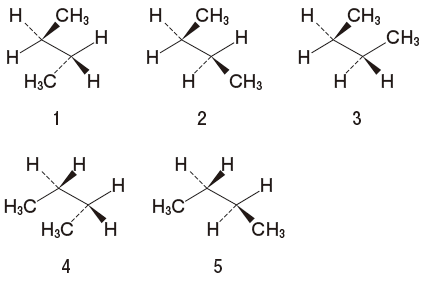 H CH₃ H CH₃ H CH₃
H H H H H CH₃
H₃C H H CH₃ H H
1 2 3
H H H H
H₃C H H₃C H
H₃C H H CH₃
4 5